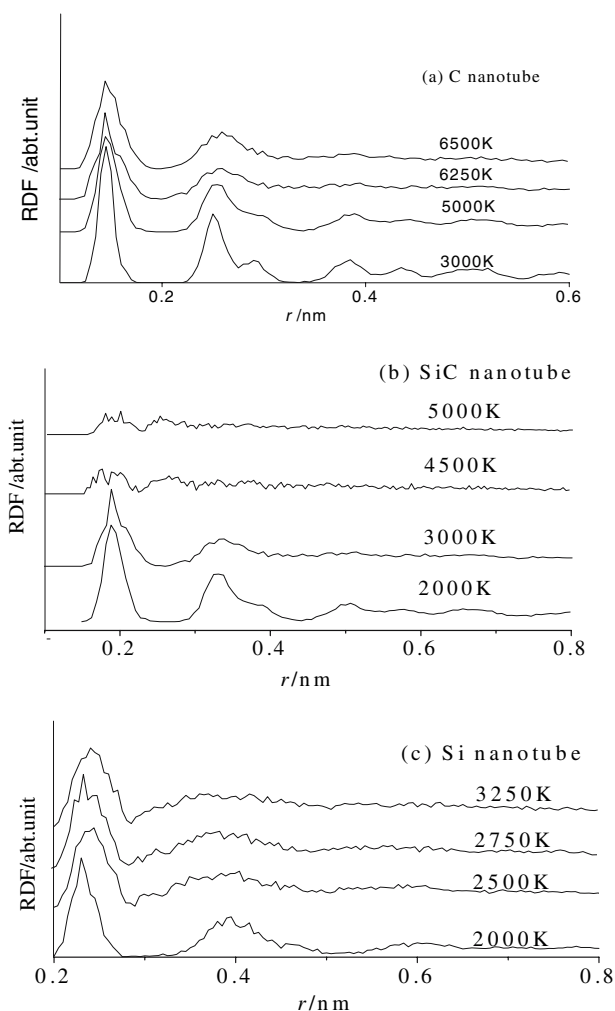 (a) C nanotube
RDF /abt.unit
6500K
6250K
5000K
3000K
0.2 0.4 0.6
r /nm
(b) SiC nanotube
RDF/abt.unit
5000K
4500K
3000K
2000K
0.2 0.4 0.6 0.8
r/nm
(c) Si nanotube
RDF/abt.unit
3250K
2750K
2500K
2000K
0.2 0.4 0.6 0.8
r/nm